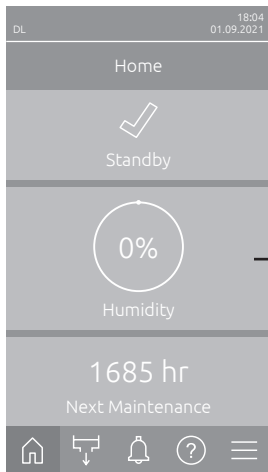 18:04
DL 01.09.2021
Home
Standby
0%
Humidity
1685 hr
Next Maintenance
?